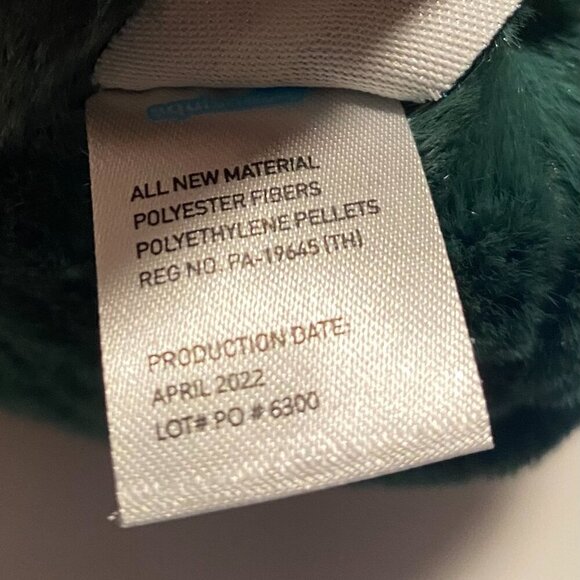 ALL NEW MATERIAL
POLYESTER FIBERS
POLYETHYLENE PELLETS
REG NO. PA-19645 (TH)
PRODUCTION DATE:
APRIL 2022
LOT# PO # 6300